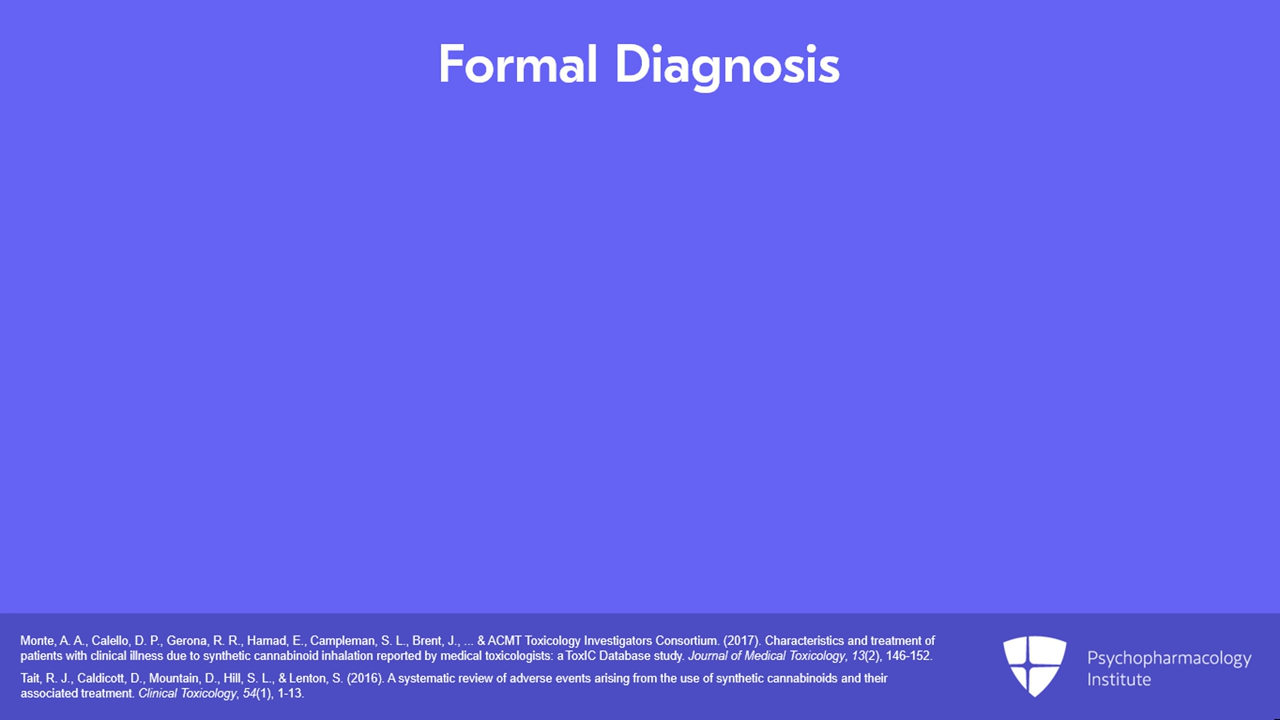 Formal Diagnosis
Monte, A. A., Calello, D. P., Gerona, R. R., Hamad, E., Campleman, S. L., Brent, J., ... & ACMT Toxicology Investigators Consortium. (2017). Characteristics and treatment of
patients with clinical illness due to synthetic cannabinoid inhalation reported by medical toxicologists: a ToxIC Database study. Journal of Medical Toxicology, 13(2), 146-152.
Tait, R. J., Caldicott, D., Mountain, D., Hill, S. L., & Lenton, S. (2016). A systematic review of adverse events arising from the use of synthetic cannabinoids and their
associated treatment. Clinical Toxicology, 54(1), 1-13.
Psychopharmacology
Institute